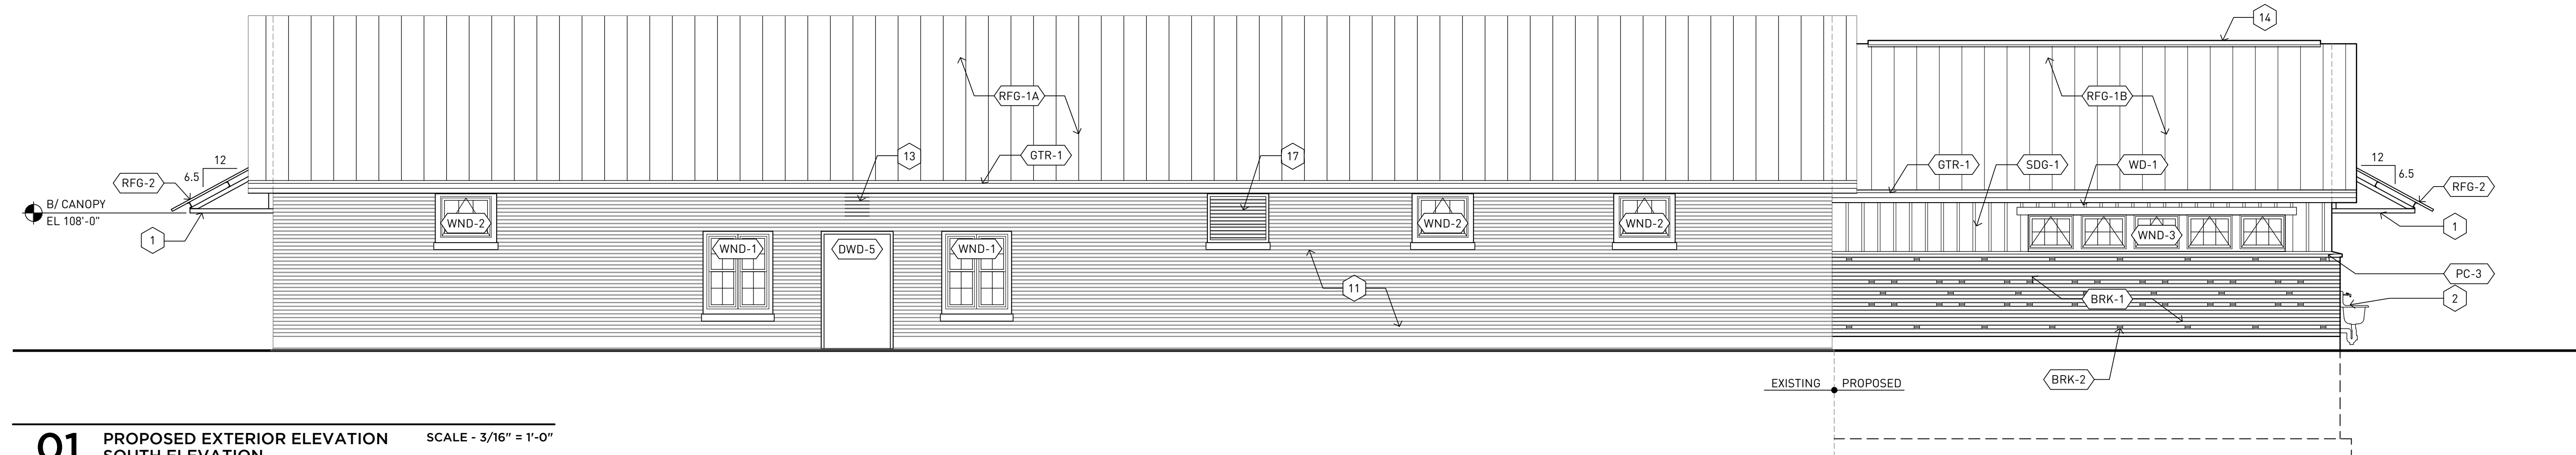 14
RFG-1A
RFG-1B
12
6.5
RFG-2
13
GTR-1
17
GTR-1
SDG-1
WD-1
12
6.5
RFG-2
B/ CANOPY
EL 108'-0"
1
WND-2
WND-1
DWD-5
WND-1
WND-2
WND-2
WND-3
1
11
BRK-1
PC-3
2
BRK-2
EXISTING
PROPOSED
01
PROPOSED EXTERIOR ELEVATION
SCALE - 3/16" = 1'-0"
SOUTH ELEVATION